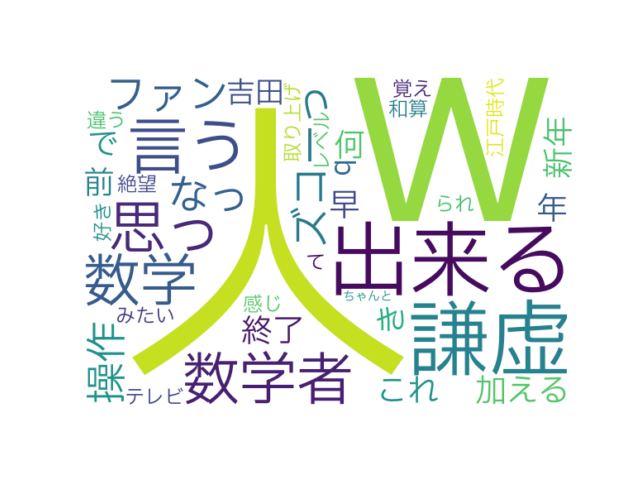 ファン
吉田
取り上げ
レベル
つ
w
覚え
和算
江戸時代
違う
で
言う
人
ズコー
何
q
新年
前
絶望
なっ
早
られ
年
好き
思っ
出来る
数学
て
ちゃんと
みたい
感じ
終了
き
謙虚
操作
テレビ
数学者
これ
加える